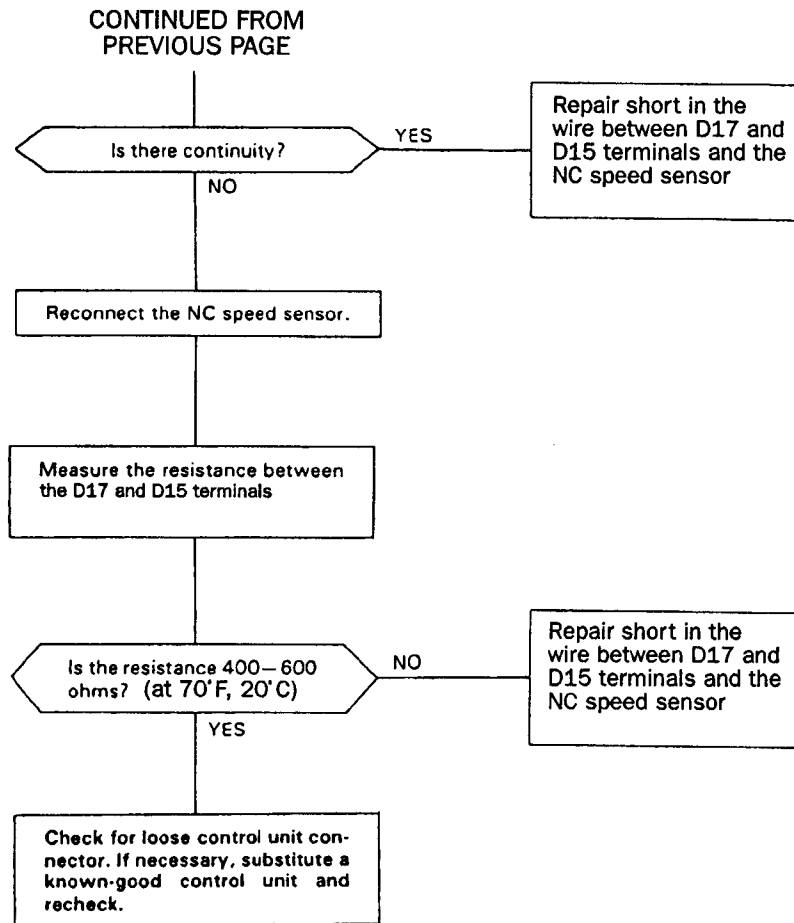 CONTINUED FROM
PREVIOUS PAGE
Is there continuity?
YES
Repair short in the
wire between D17 and
D15 terminals and the
NC speed sensor
NO
Reconnect the NC speed sensor.
Measure the resistance between
the D17 and D15 terminals
Is the resistance 400–600
ohms? (at 70°F, 20°C)
NO
Repair short in the
wire between D17 and
D15 terminals and the
NC speed sensor
YES
Check for loose control unit con-
nector. If necessary, substitute a
known-good control unit and
recheck.